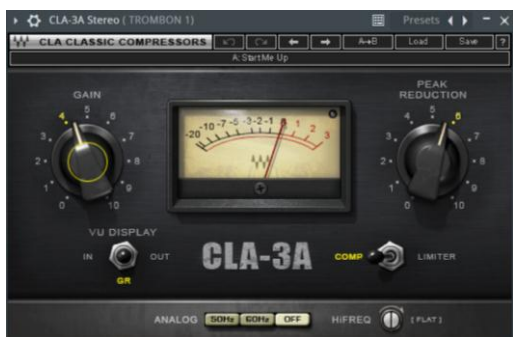 CLA-3A Stereo ( TROMBON 1) Presets
CLA CLASSIC COMPRESSORS A→B Load Save ?
A: Start Me Up
GAIN
0 1 2 3 4 5 6 7 8 9 10
-20 -10 -7 -5 -3 -2 -1 0 1 2 3
PEAK
REDUCTION
0 1 2 3 4 5 6 7 8 9 10
VU DISPLAY
IN OUT
GR
CLA-3A
COMP LIMITER
ANALOG 50Hz 60Hz OFF HiFREQ [ FLAT ]